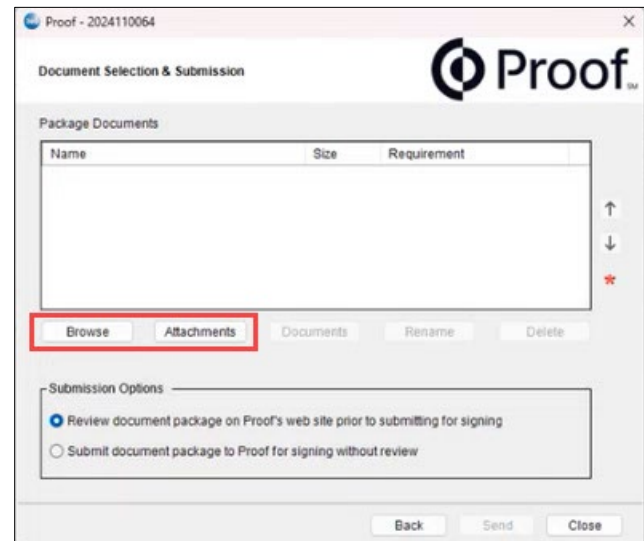 Proof - 2024110064
Document Selection & Submission
Proof SM
Package Documents
Name Size Requirement
Browse Attachments Documents Rename Delete
Submission Options
Review document package on Proof's web site prior to submitting for signing
Submit document package to Proof for signing without review
Back Send Close